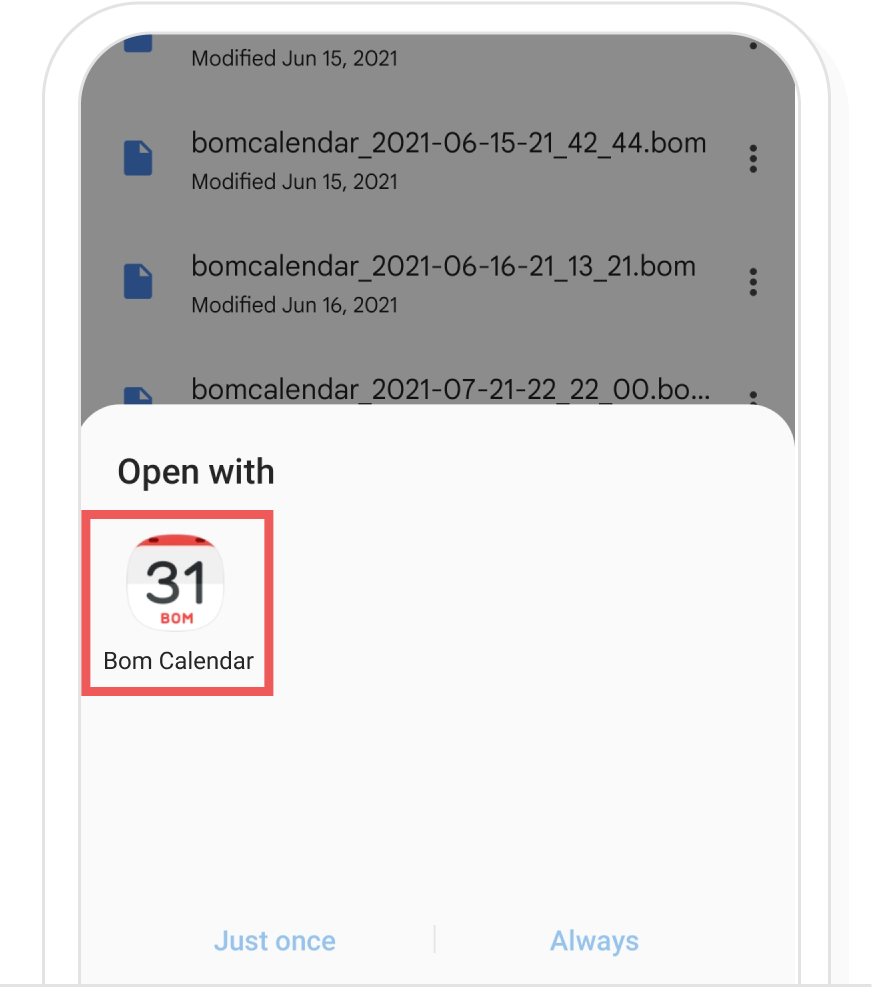 Modified Jun 15, 2021
bomcalendar_2021-06-15-21_42_44.bom
Modified Jun 15, 2021
bomcalendar_2021-06-16-21_13_21.bom
Modified Jun 16, 2021
bomcalendar_2021-07-21-22_22_00.bo...
Open with
31
BOM
Bom Calendar
Just once
Always